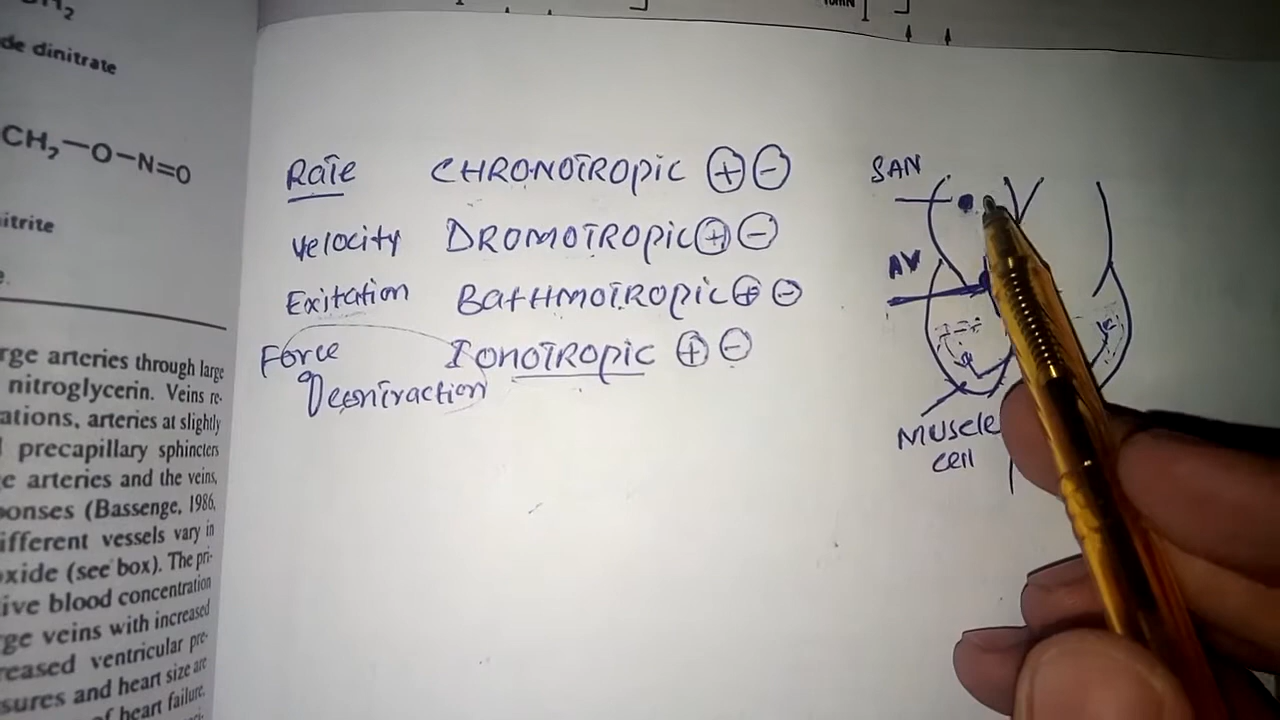 H2
de dinitrate
CH2—O—N=O
itrite
e.
rge arteries through large
nitroglycerin. Veins re-
ations, arteries at slightly
precapillary sphincters
e arteries and the veins,
ponses (Bassenge, 1986,
ifferent vessels vary in
oxide (see box). The pri-
ive blood concentration
rge veins with increased
reased ventricular pre-
sures and heart size are
of heart failure.
Rate CHRONOTROPIC + -
Velocity DROMOTROPIC + -
Exitation BATHMOTROPIC + -
Force IONOTROPIC + -
contraction
SAN
AV
Muscle
cell